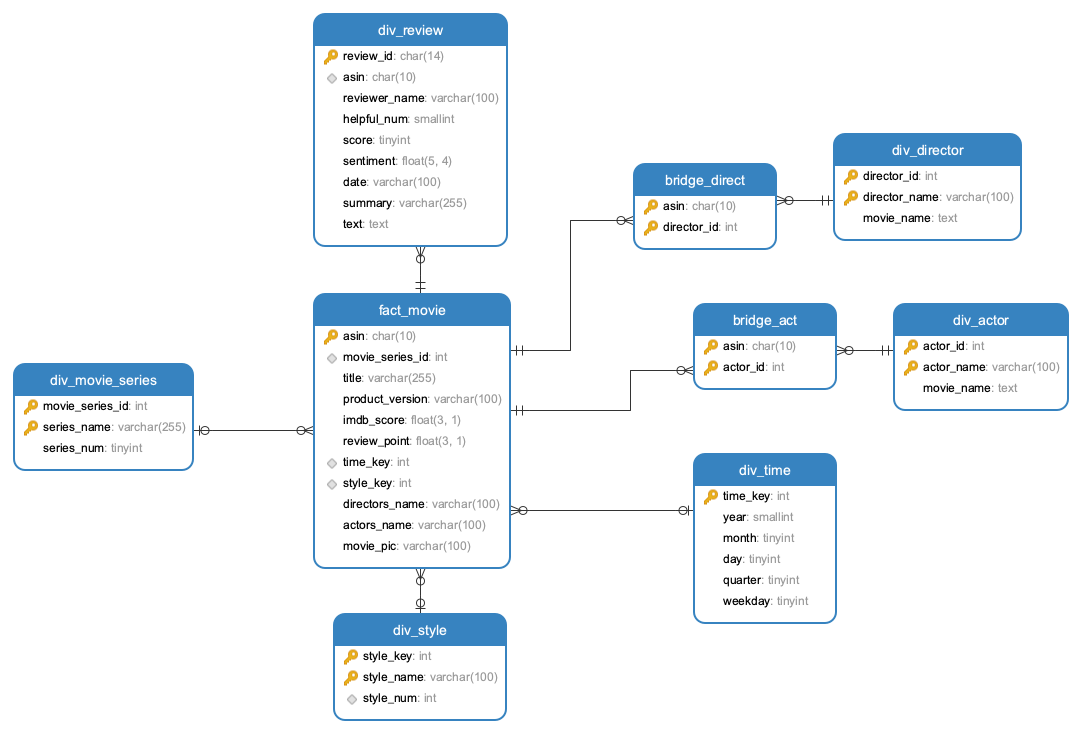 div_review
review_id: char(14)
asin: char(10)
reviewer_name: varchar(100)
helpful_num: smallint
score: tinyint
sentiment: float(5, 4)
date: varchar(100)
summary: varchar(255)
text: text
bridge_direct
asin: char(10)
director_id: int
div_director
director_id: int
director_name: varchar(100)
movie_name: text
fact_movie
asin: char(10)
movie_series_id: int
title: varchar(255)
product_version: varchar(100)
imdb_score: float(3, 1)
review_point: float(3, 1)
time_key: int
style_key: int
directors_name: varchar(100)
actors_name: varchar(100)
movie_pic: varchar(100)
bridge_act
asin: char(10)
actor_id: int
div_actor
actor_id: int
actor_name: varchar(100)
movie_name: text
div_movie_series
movie_series_id: int
series_name: varchar(255)
series_num: tinyint
div_time
time_key: int
year: smallint
month: tinyint
day: tinyint
quarter: tinyint
weekday: tinyint
div_style
style_key: int
style_name: varchar(100)
style_num: int